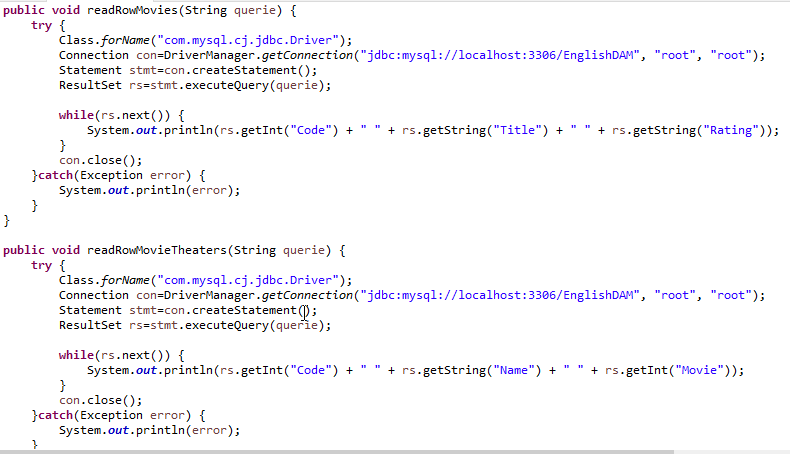 public void readRowMovies(String querie) {
    try {
        Class.forName("com.mysql.cj.jdbc.Driver");
        Connection con=DriverManager.getConnection("jdbc:mysql://localhost:3306/EnglishDAM", "root", "root");
        Statement stmt=con.createStatement();
        ResultSet rs=stmt.executeQuery(querie);

        while(rs.next()) {
            System.out.println(rs.getInt("Code") + " " + rs.getString("Title") + " " + rs.getString("Rating"));
        }
        con.close();
    }catch(Exception error) {
        System.out.println(error);
    }
}

public void readRowMovieTheaters(String querie) {
    try {
        Class.forName("com.mysql.cj.jdbc.Driver");
        Connection con=DriverManager.getConnection("jdbc:mysql://localhost:3306/EnglishDAM", "root", "root");
        Statement stmt=con.createStatement();
        ResultSet rs=stmt.executeQuery(querie);

        while(rs.next()) {
            System.out.println(rs.getInt("Code") + " " + rs.getString("Name") + " " + rs.getInt("Movie"));
        }
        con.close();
    }catch(Exception error) {
        System.out.println(error);
    }